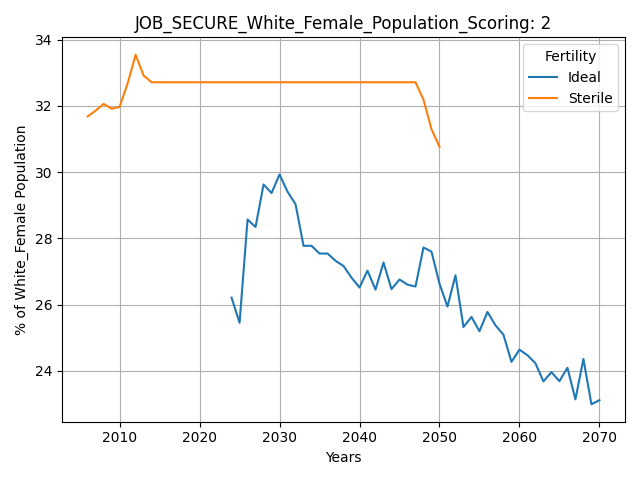 JOB_SECURE_White_Female_Population_Scoring: 2
% of White_Female Population
34
32
30
28
26
24
Fertility
Ideal
Sterile
2010 2020 2030 2040 2050 2060 2070
Years